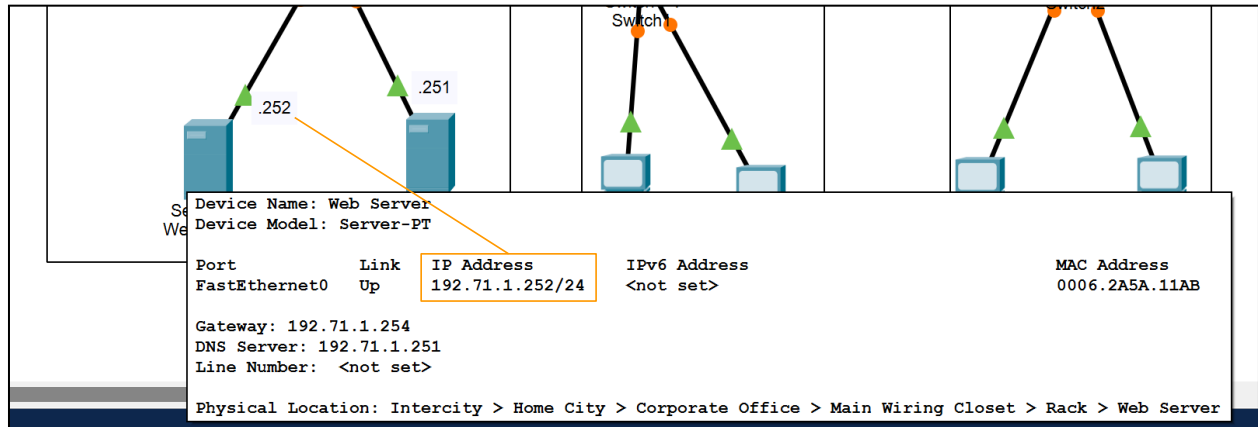 Switch1
Switch2
.251
.252
Device Name: Web Server
Device Model: Server-PT
Port Link IP Address IPv6 Address MAC Address
FastEthernet0 Up 192.71.1.252/24 <not set> 0006.2A5A.11AB
Gateway: 192.71.1.254
DNS Server: 192.71.1.251
Line Number: <not set>
Physical Location: Intercity > Home City > Corporate Office > Main Wiring Closet > Rack > Web Server